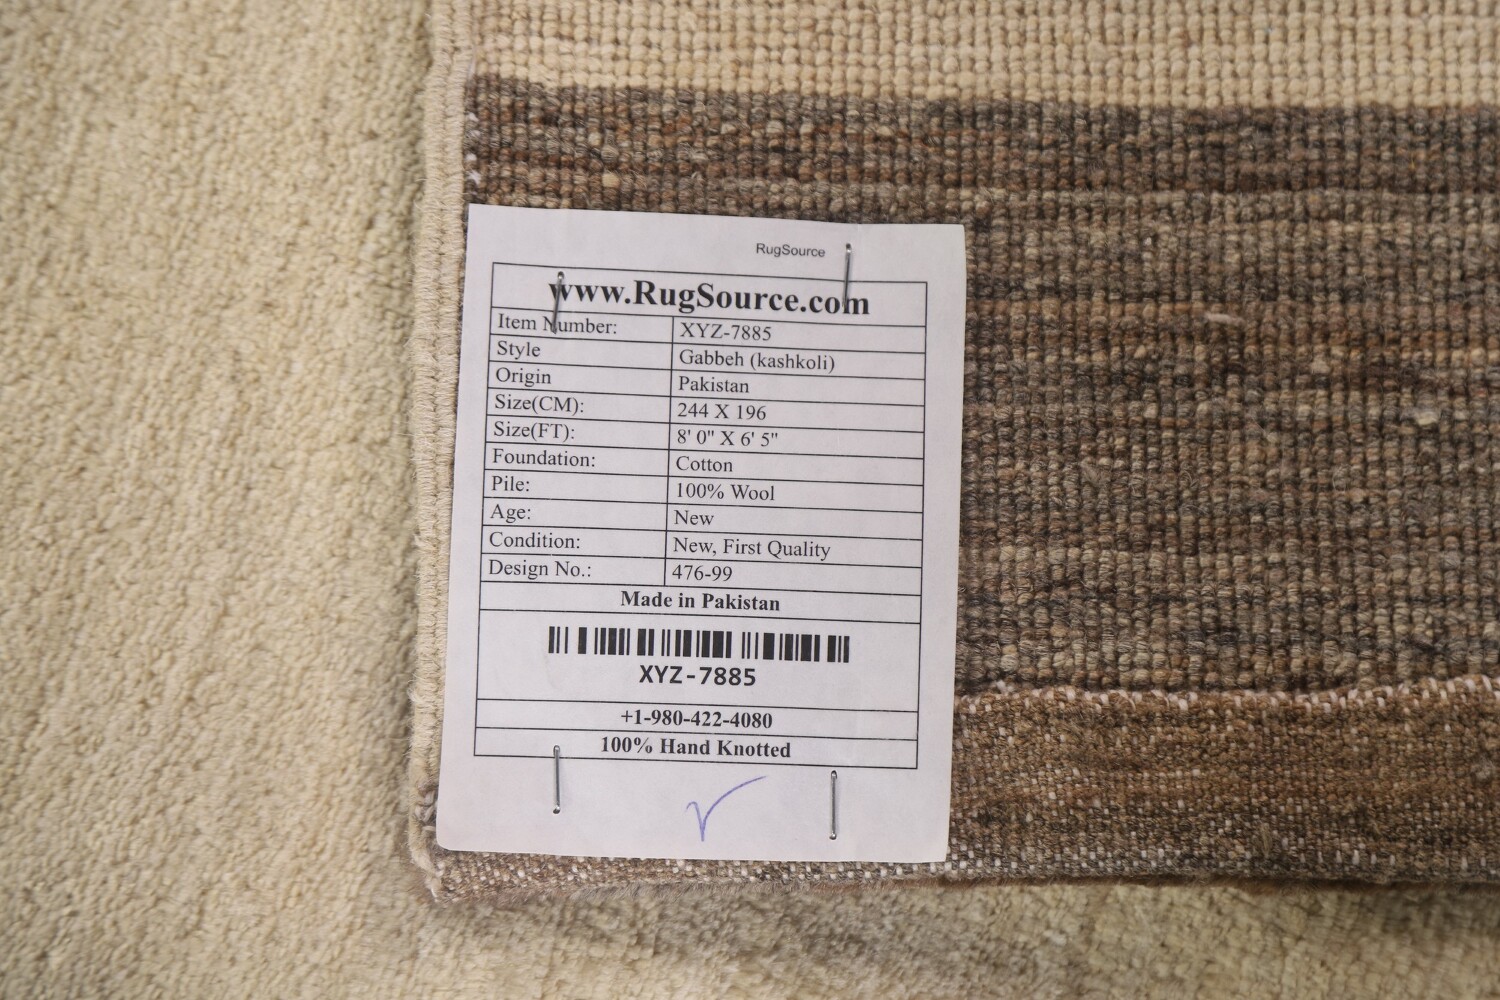 RugSource
www.RugSource.com
Item Number: XYZ-7885
Style Gabbeh (kashkoli)
Origin Pakistan
Size(CM): 244 X 196
Size(FT): 8' 0" X 6' 5"
Foundation: Cotton
Pile: 100% Wool
Age: New
Condition: New, First Quality
Design No.: 476-99
Made in Pakistan
XYZ-7885
+1-980-422-4080
100% Hand Knotted